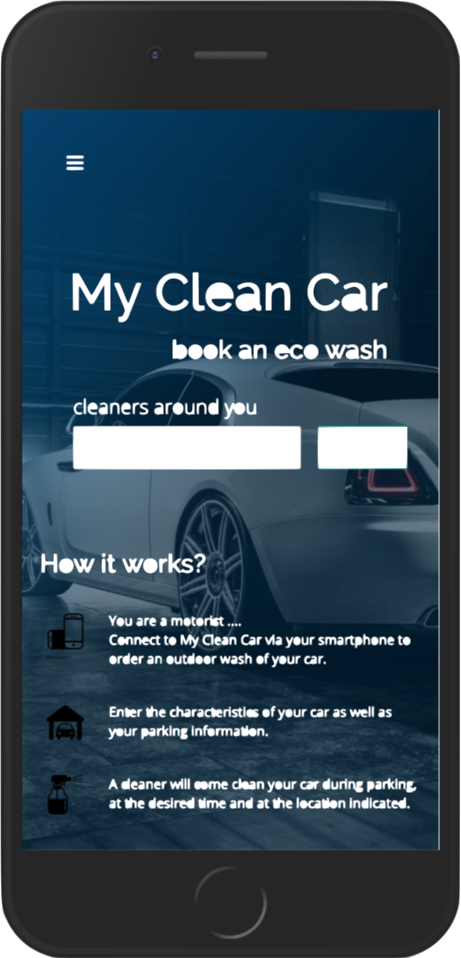 My Clean Car
book an eco wash
cleaners around you
How it works?
You are a motorist ....
Connect to My Clean Car via your smartphone to
order an outdoor wash of your car.
Enter the characteristics of your car as well as
your parking information.
A cleaner will come clean your car during parking,
at the desired time and at the location indicated.